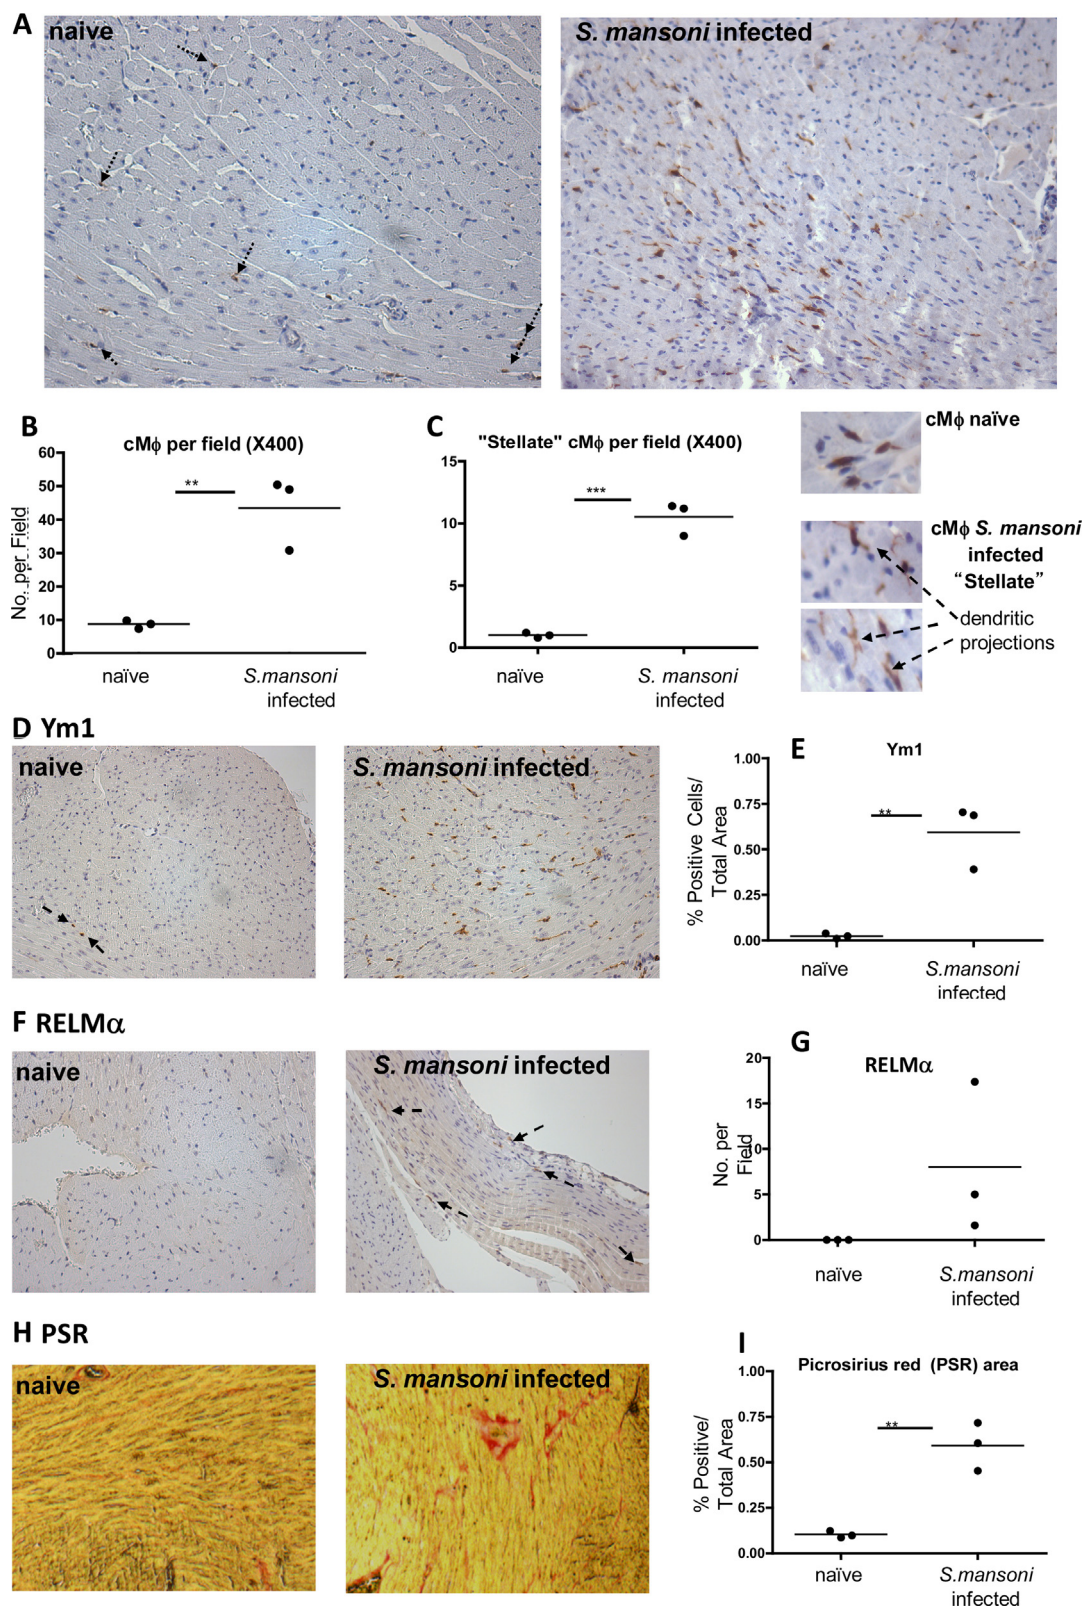 A
naive
S. mansoni infected
B
cMϕ per field (X400)
60
50
40
30
20
10
0
No. per Field
**
naïve
S.mansoni
infected
C
"Stellate" cMϕ per field (X400)
15
10
5
0
***
naïve
S. mansoni
infected
cMϕ naïve
cMϕ S. mansoni
infected
“Stellate”
dendritic
projections
D Ym1
naive
S. mansoni infected
E
Ym1
1.00
0.75
0.50
0.25
0.00
% Positive Cells/
Total Area
**
naïve
S.mansoni
infected
F RELMα
naive
S. mansoni infected
G
RELMα
20
15
10
5
0
No. per
Field
naïve
S.mansoni
infected
H PSR
naive
S. mansoni infected
I
Picrosirius red (PSR) area
1.00
0.75
0.50
0.25
0.00
% Positive/
Total Area
**
naïve
S.mansoni
infected